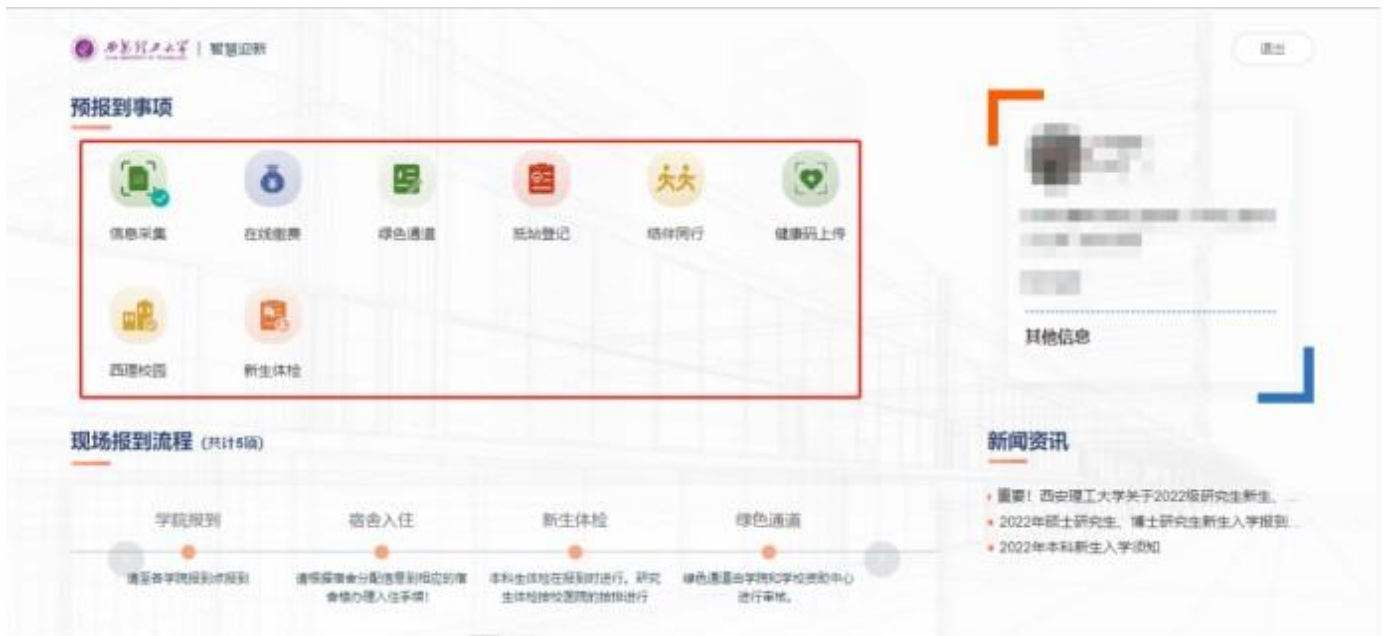 西安理工大学 | 智慧迎新
退出
预报到事项
信息采集
在线缴费
绿色通道
抵站登记
结伴同行
健康码上传
西理校园
新生体检
其他信息
现场报到流程 (共计5项)
新闻资讯
学院报到
宿舍入住
新生体检
绿色通道
请至各学院报到点报到
请根据宿舍分配信息到相应的宿
舍楼办理入住手续!
本科生体检在报到时进行。研究
生体检按校医院的安排进行
绿色通道由学院和学校资助中心
进行审核。
重要! 西安理工大学关于2022级研究生新生、...
2022年硕士研究生、博士研究生新生入学报到...
2022年本科新生入学须知